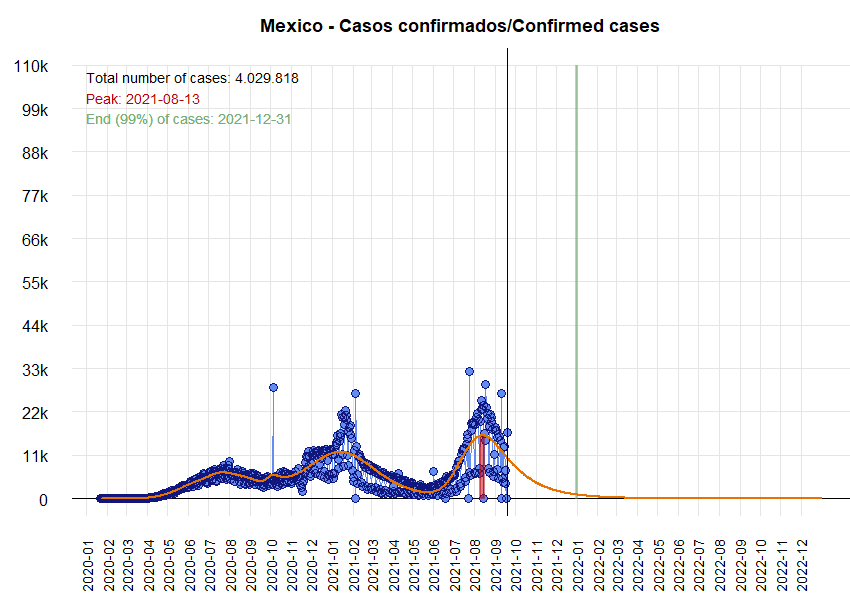 Mexico - Casos confirmados/Confirmed cases
110k
99k
88k
77k
66k
55k
44k
33k
22k
11k
0
Total number of cases: 4.029.818
Peak: 2021-08-13
End (99%) of cases: 2021-12-31
2020-01
2020-02
2020-03
2020-04
2020-05
2020-06
2020-07
2020-08
2020-09
2020-10
2020-11
2020-12
2021-01
2021-02
2021-03
2021-04
2021-05
2021-06
2021-07
2021-08
2021-09
2021-10
2021-11
2021-12
2022-01
2022-02
2022-03
2022-04
2022-05
2022-06
2022-07
2022-08
2022-09
2022-10
2022-11
2022-12